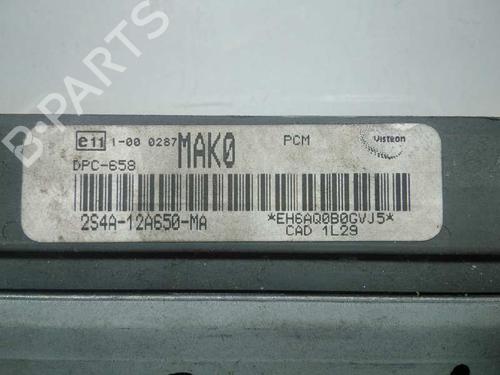 e11 1-00 0287 MAK0 PCM Visteon
DPC-658
2S4A-12A650-MA *EH6AQ0B0GVJ5*
CAD 1L29
B-PARTS